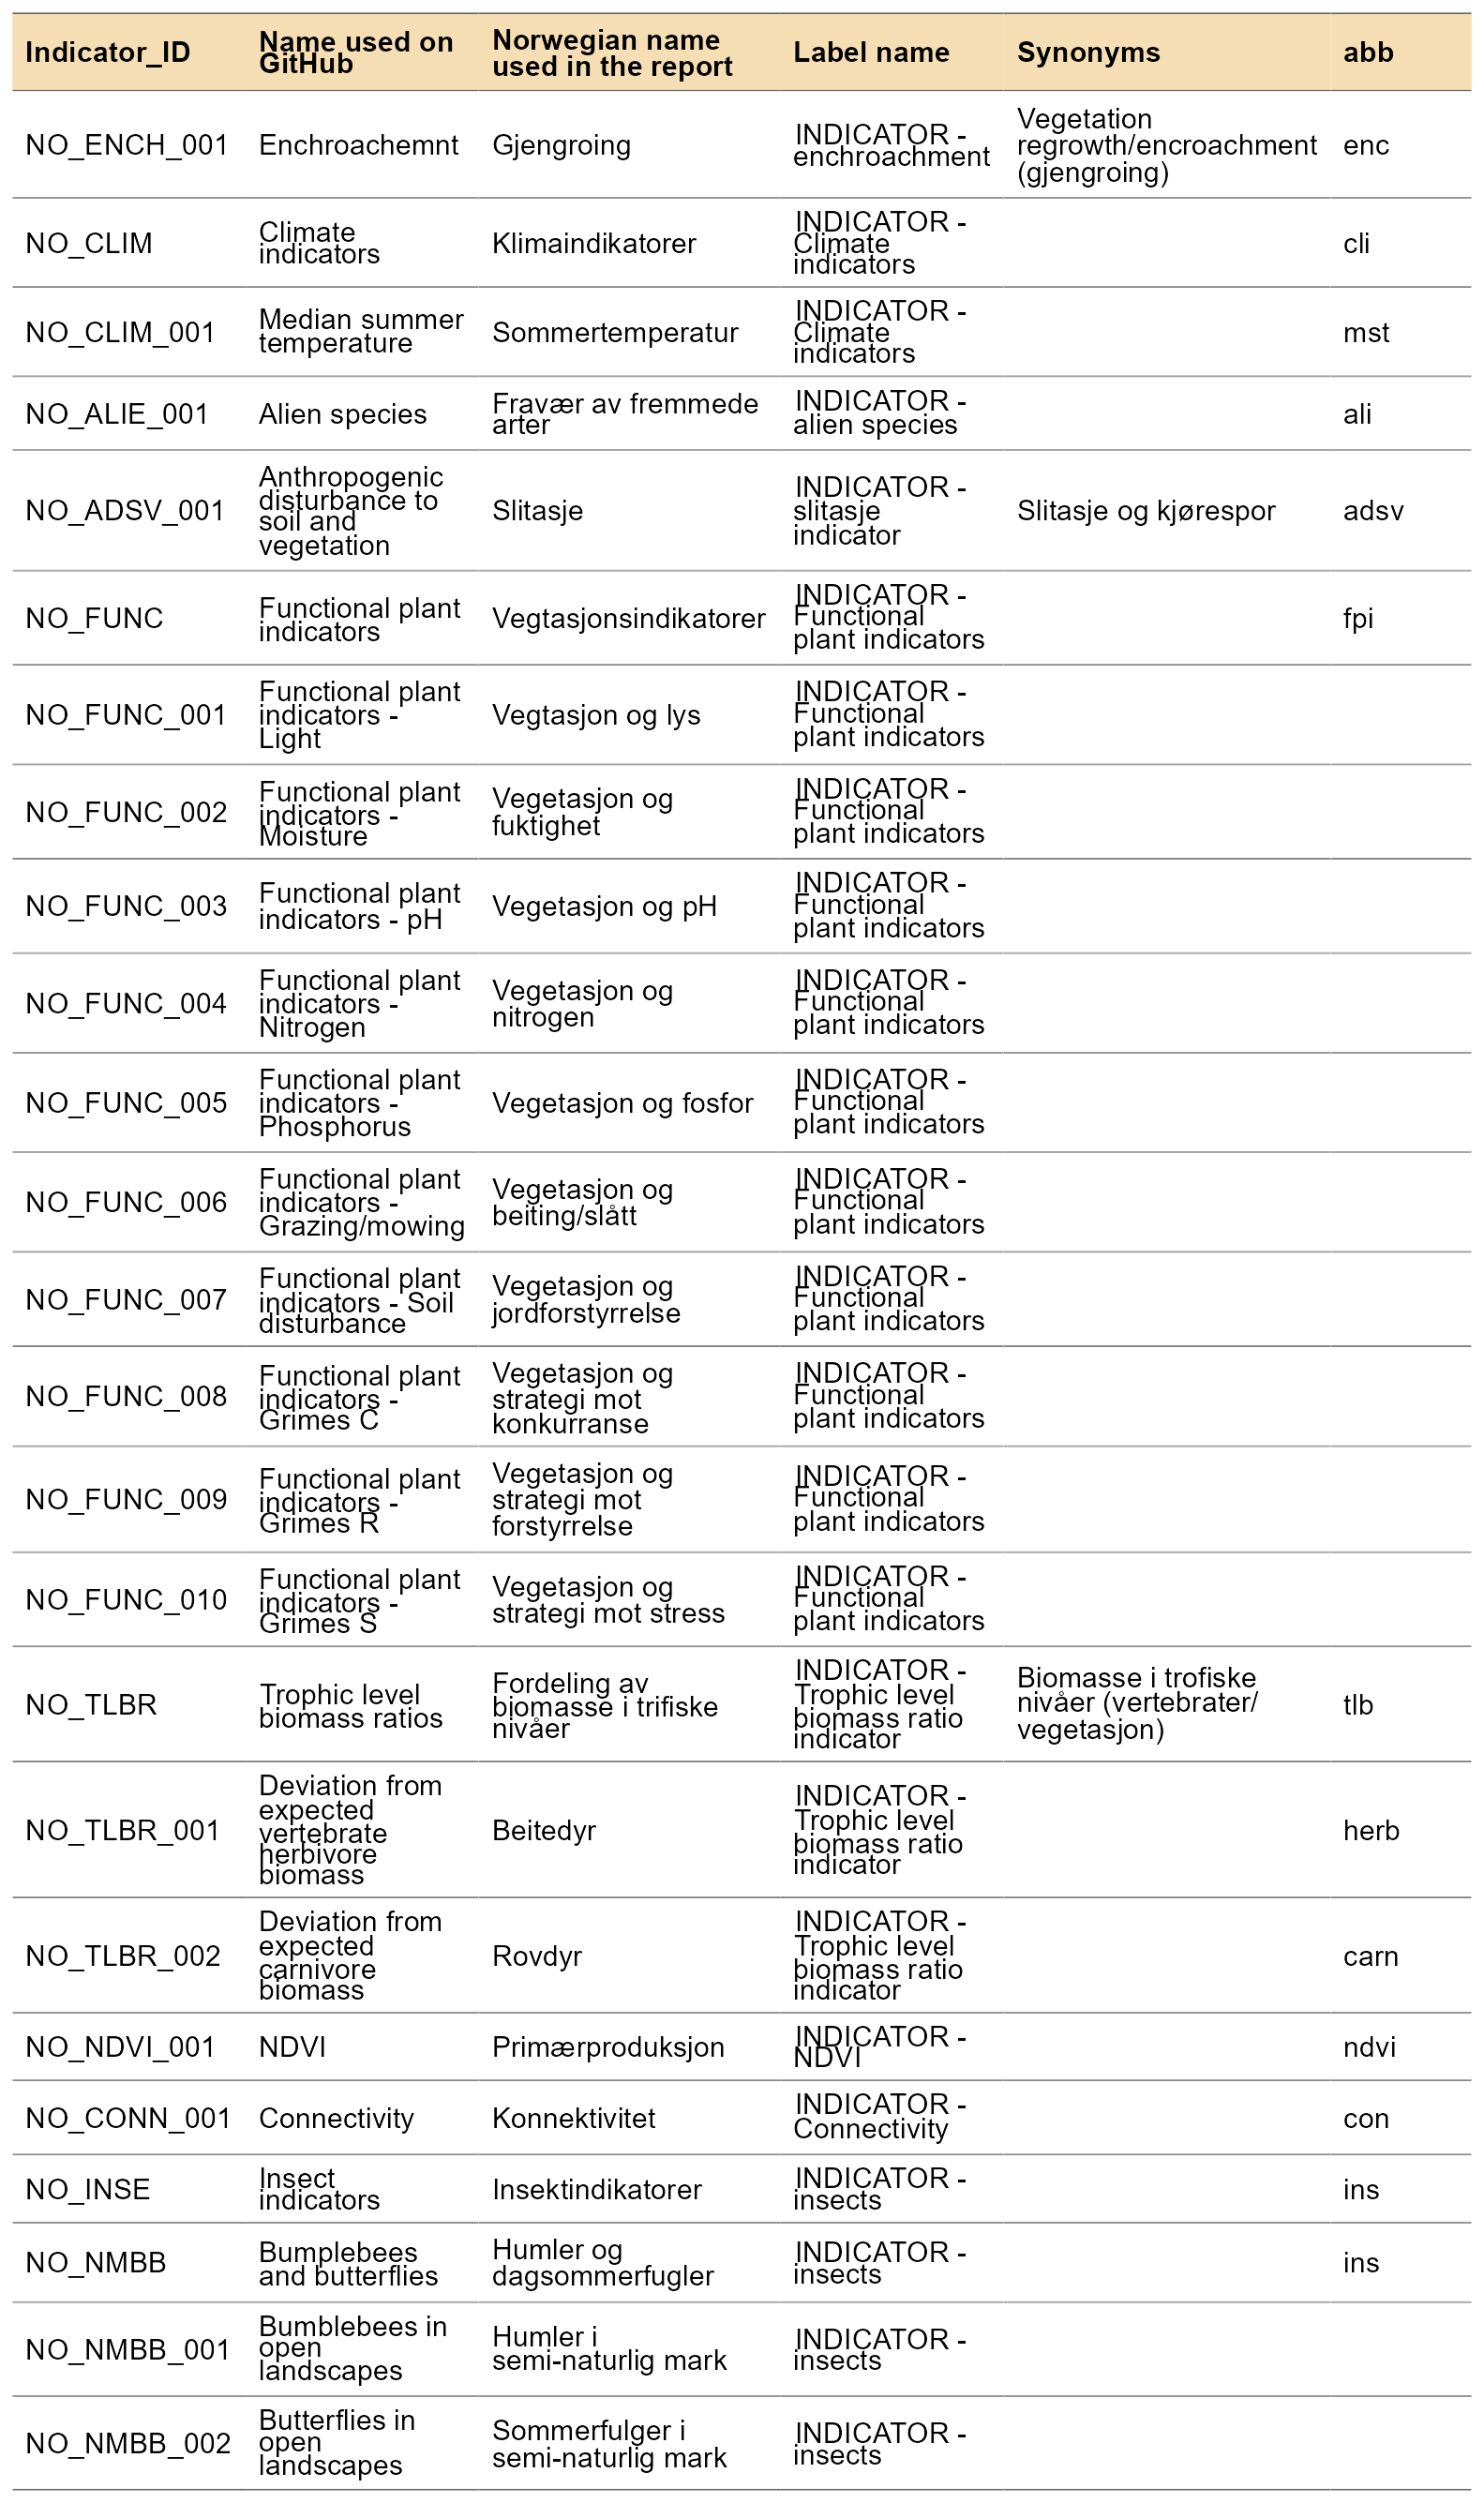 Indicator_ID
Name used on
GitHub
Norwegian name
used in the report
Label name
Synonyms
abb
NO_ENCH_001
Enchroachemnt
Gjengroing
INDICATOR -
enchroachment
Vegetation
regrowth/encroachment
(gjengroing)
enc
NO_CLIM
Climate
indicators
Klimaindikatorer
INDICATOR -
Climate
indicators
cli
NO_CLIM_001
Median summer
temperature
Sommertemperatur
INDICATOR -
Climate
indicators
mst
NO_ALIE_001
Alien species
Fravær av fremmede
arter
INDICATOR -
alien species
ali
NO_ADSV_001
Anthropogenic
disturbance to
soil and
vegetation
Slitasje
INDICATOR -
slitasje
indicator
Slitasje og kjørespor
adsv
NO_FUNC
Functional plant
indicators
Vegtasjonsindikatorer
INDICATOR -
Functional
plant indicators
fpi
NO_FUNC_001
Functional plant
indicators -
Light
Vegtasjon og lys
INDICATOR -
Functional
plant indicators
NO_FUNC_002
Functional plant
indicators -
Moisture
Vegetasjon og
fuktighet
INDICATOR -
Functional
plant indicators
NO_FUNC_003
Functional plant
indicators - pH
Vegetasjon og pH
INDICATOR -
Functional
plant indicators
NO_FUNC_004
Functional plant
indicators -
Nitrogen
Vegetasjon og
nitrogen
INDICATOR -
Functional
plant indicators
NO_FUNC_005
Functional plant
indicators -
Phosphorus
Vegetasjon og fosfor
INDICATOR -
Functional
plant indicators
NO_FUNC_006
Functional plant
indicators -
Grazing/mowing
Vegetasjon og
beiting/slått
INDICATOR -
Functional
plant indicators
NO_FUNC_007
Functional plant
indicators - Soil
disturbance
Vegetasjon og
jordforstyrrelse
INDICATOR -
Functional
plant indicators
NO_FUNC_008
Functional plant
indicators -
Grimes C
Vegetasjon og
strategi mot
konkurranse
INDICATOR -
Functional
plant indicators
NO_FUNC_009
Functional plant
indicators -
Grimes R
Vegetasjon og
strategi mot
forstyrrelse
INDICATOR -
Functional
plant indicators
NO_FUNC_010
Functional plant
indicators -
Grimes S
Vegetasjon og
strategi mot stress
INDICATOR -
Functional
plant indicators
NO_TLBR
Trophic level
biomass ratios
Fordeling av
biomasse i trifiske
nivåer
INDICATOR -
Trophic level
biomass ratio
indicator
Biomasse i trofiske
nivåer (vertebrater/
vegetasjon)
tlb
NO_TLBR_001
Deviation from
expected
vertebrate
herbivore
biomass
Beitedyr
INDICATOR -
Trophic level
biomass ratio
indicator
herb
NO_TLBR_002
Deviation from
expected
carnivore
biomass
Rovdyr
INDICATOR -
Trophic level
biomass ratio
indicator
carn
NO_NDVI_001
NDVI
Primærproduksjon
INDICATOR -
NDVI
ndvi
NO_CONN_001
Connectivity
Konnektivitet
INDICATOR -
Connectivity
con
NO_INSE
Insect
indicators
Insektindikatorer
INDICATOR -
insects
ins
NO_NMBB
Bumplebees
and butterflies
Humler og
dagsommerfugler
INDICATOR -
insects
ins
NO_NMBB_001
Bumblebees in
open
landscapes
Humler i
semi-naturlig mark
INDICATOR -
insects
NO_NMBB_002
Butterflies in
open
landscapes
Sommerfulger i
semi-naturlig mark
INDICATOR -
insects